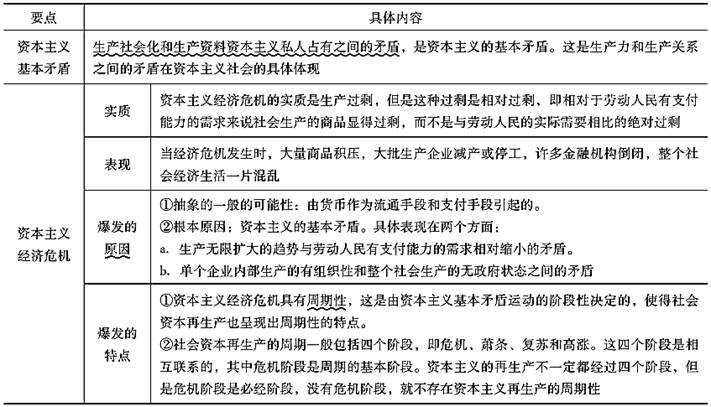 要点 具体内容
资本主义
基本矛盾
生产社会化和生产资料资本主义私人占有之间的矛盾，是资本主义的基本矛盾。这是生产力和生产关系
之间的矛盾在资本主义社会的具体体现
资本主义
经济危机
实质
资本主义经济危机的实质是生产过剩，但是这种过剩是相对过剩，即相对于劳动人民有支付
能力的需求来说社会生产的商品显得过剩，而不是与劳动人民的实际需要相比的绝对过剩
表现
当经济危机发生时，大量商品积压，大批生产企业减产或停工，许多金融机构倒闭，整个社
会经济生活一片混乱
爆发的
原因
①抽象的一般的可能性：由货币作为流通手段和支付手段引起的。
②根本原因：资本主义的基本矛盾。具体表现在两个方面：
a．生产无限扩大的趋势与劳动人民有支付能力的需求相对缩小的矛盾。
b．单个企业内部生产的有组织性和整个社会生产的无政府状态之间的矛盾
爆发的
特点
①资本主义经济危机具有周期性，这是由资本主义基本矛盾运动的阶段性决定的，使得社会
资本再生产也呈现出周期性的特点。
②社会资本再生产的周期一般包括四个阶段，即危机、萧条、复苏和高涨。这四个阶段是相
互联系的，其中危机阶段是周期的基本阶段。资本主义的再生产不一定都经过四个阶段，但
是危机阶段是必经阶段，没有危机阶段，就不存在资本主义再生产的周期性